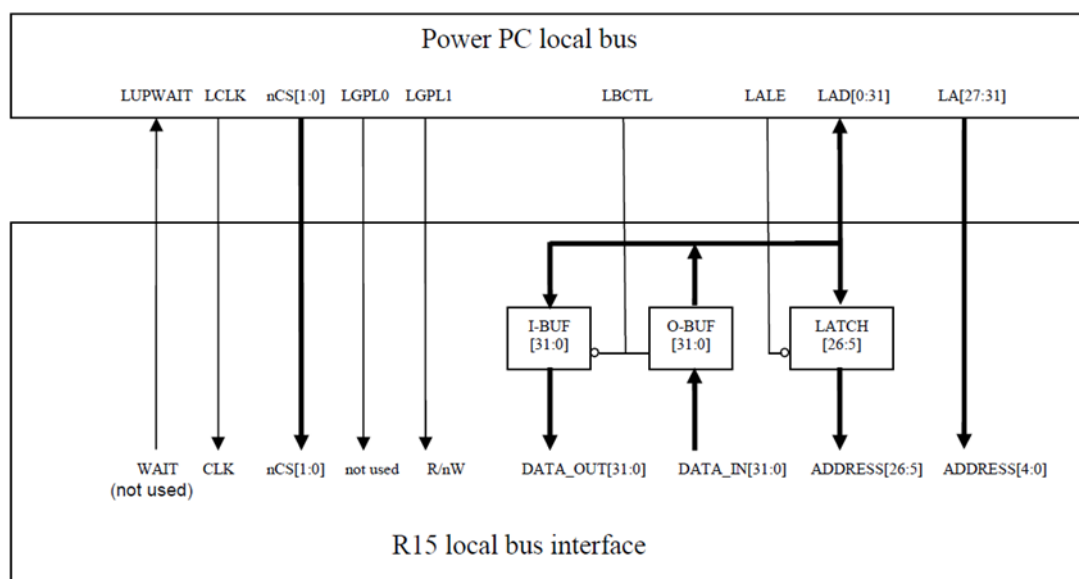 Power PC local bus
LUPWAIT LCLK nCS[1:0] LGPL0 LGPL1 LBCTL LALE LAD[0:31] LA[27:31]
I-BUF O-BUF LATCH
[31:0] [31:0] [26:5]
WAIT CLK nCS[1:0] not used R/nW DATA_OUT[31:0] DATA_IN[31:0] ADDRESS[26:5] ADDRESS[4:0]
(not used)
R15 local bus interface